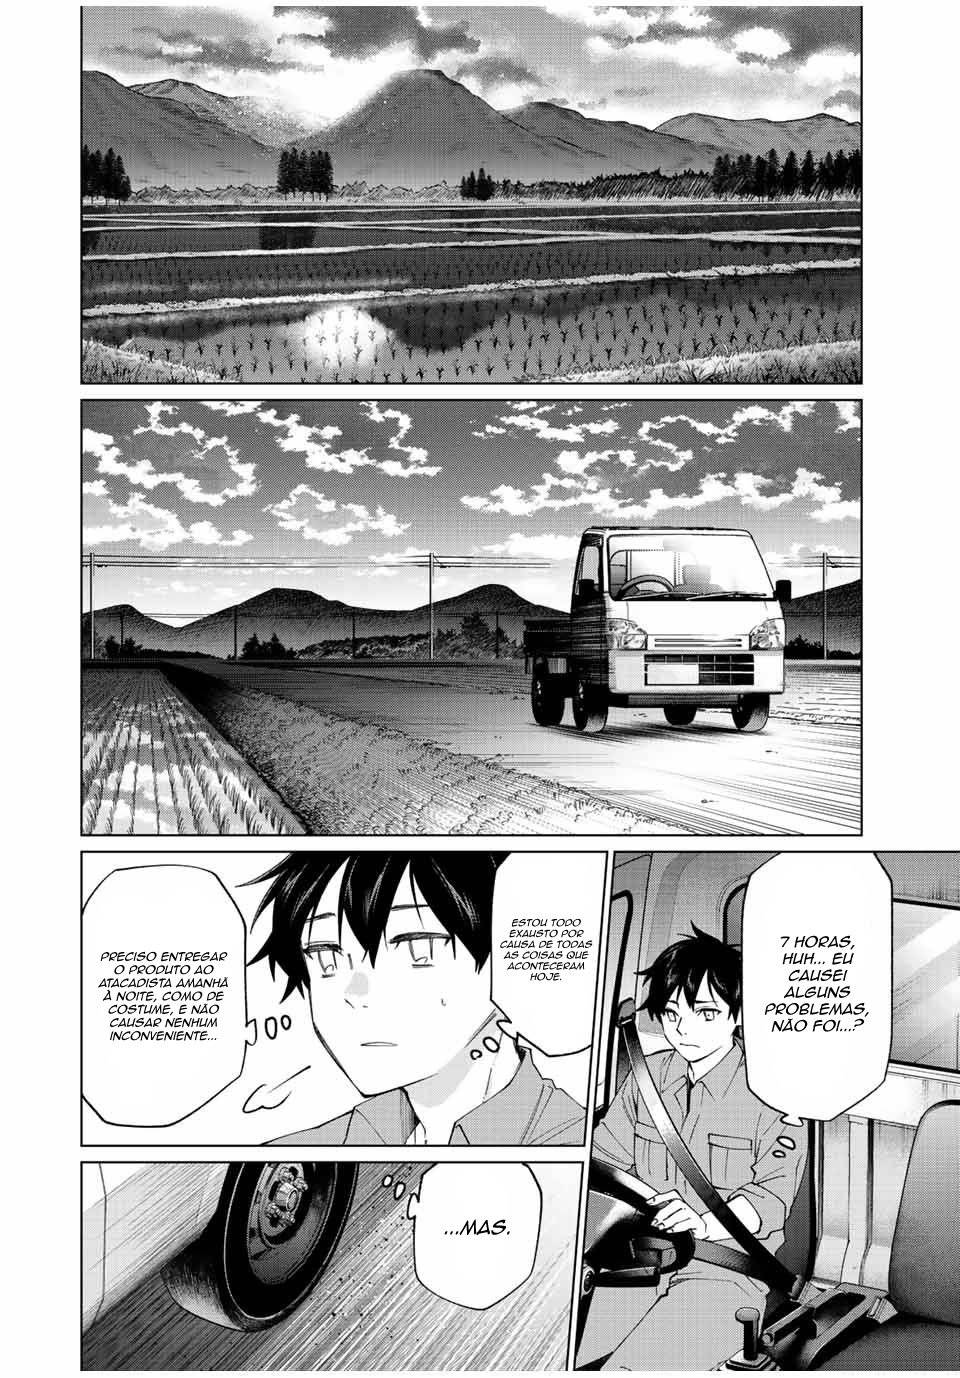 7 HORAS,
HUH... EU
CAUSEI
ALGUNS
PROBLEMAS,
NÃO FOI...?
ESTOU TODO
EXAUSTO POR
CAUSA DE TODAS
AS COISAS QUE
ACONTECERAM
HOJE.
PRECISO ENTREGAR
O PRODUTO AO
ATACADISTA AMANHÃ
À NOITE, COMO DE
COSTUME, E NÃO
CAUSAR NENHUM
INCONVENIENTE...
...MAS.